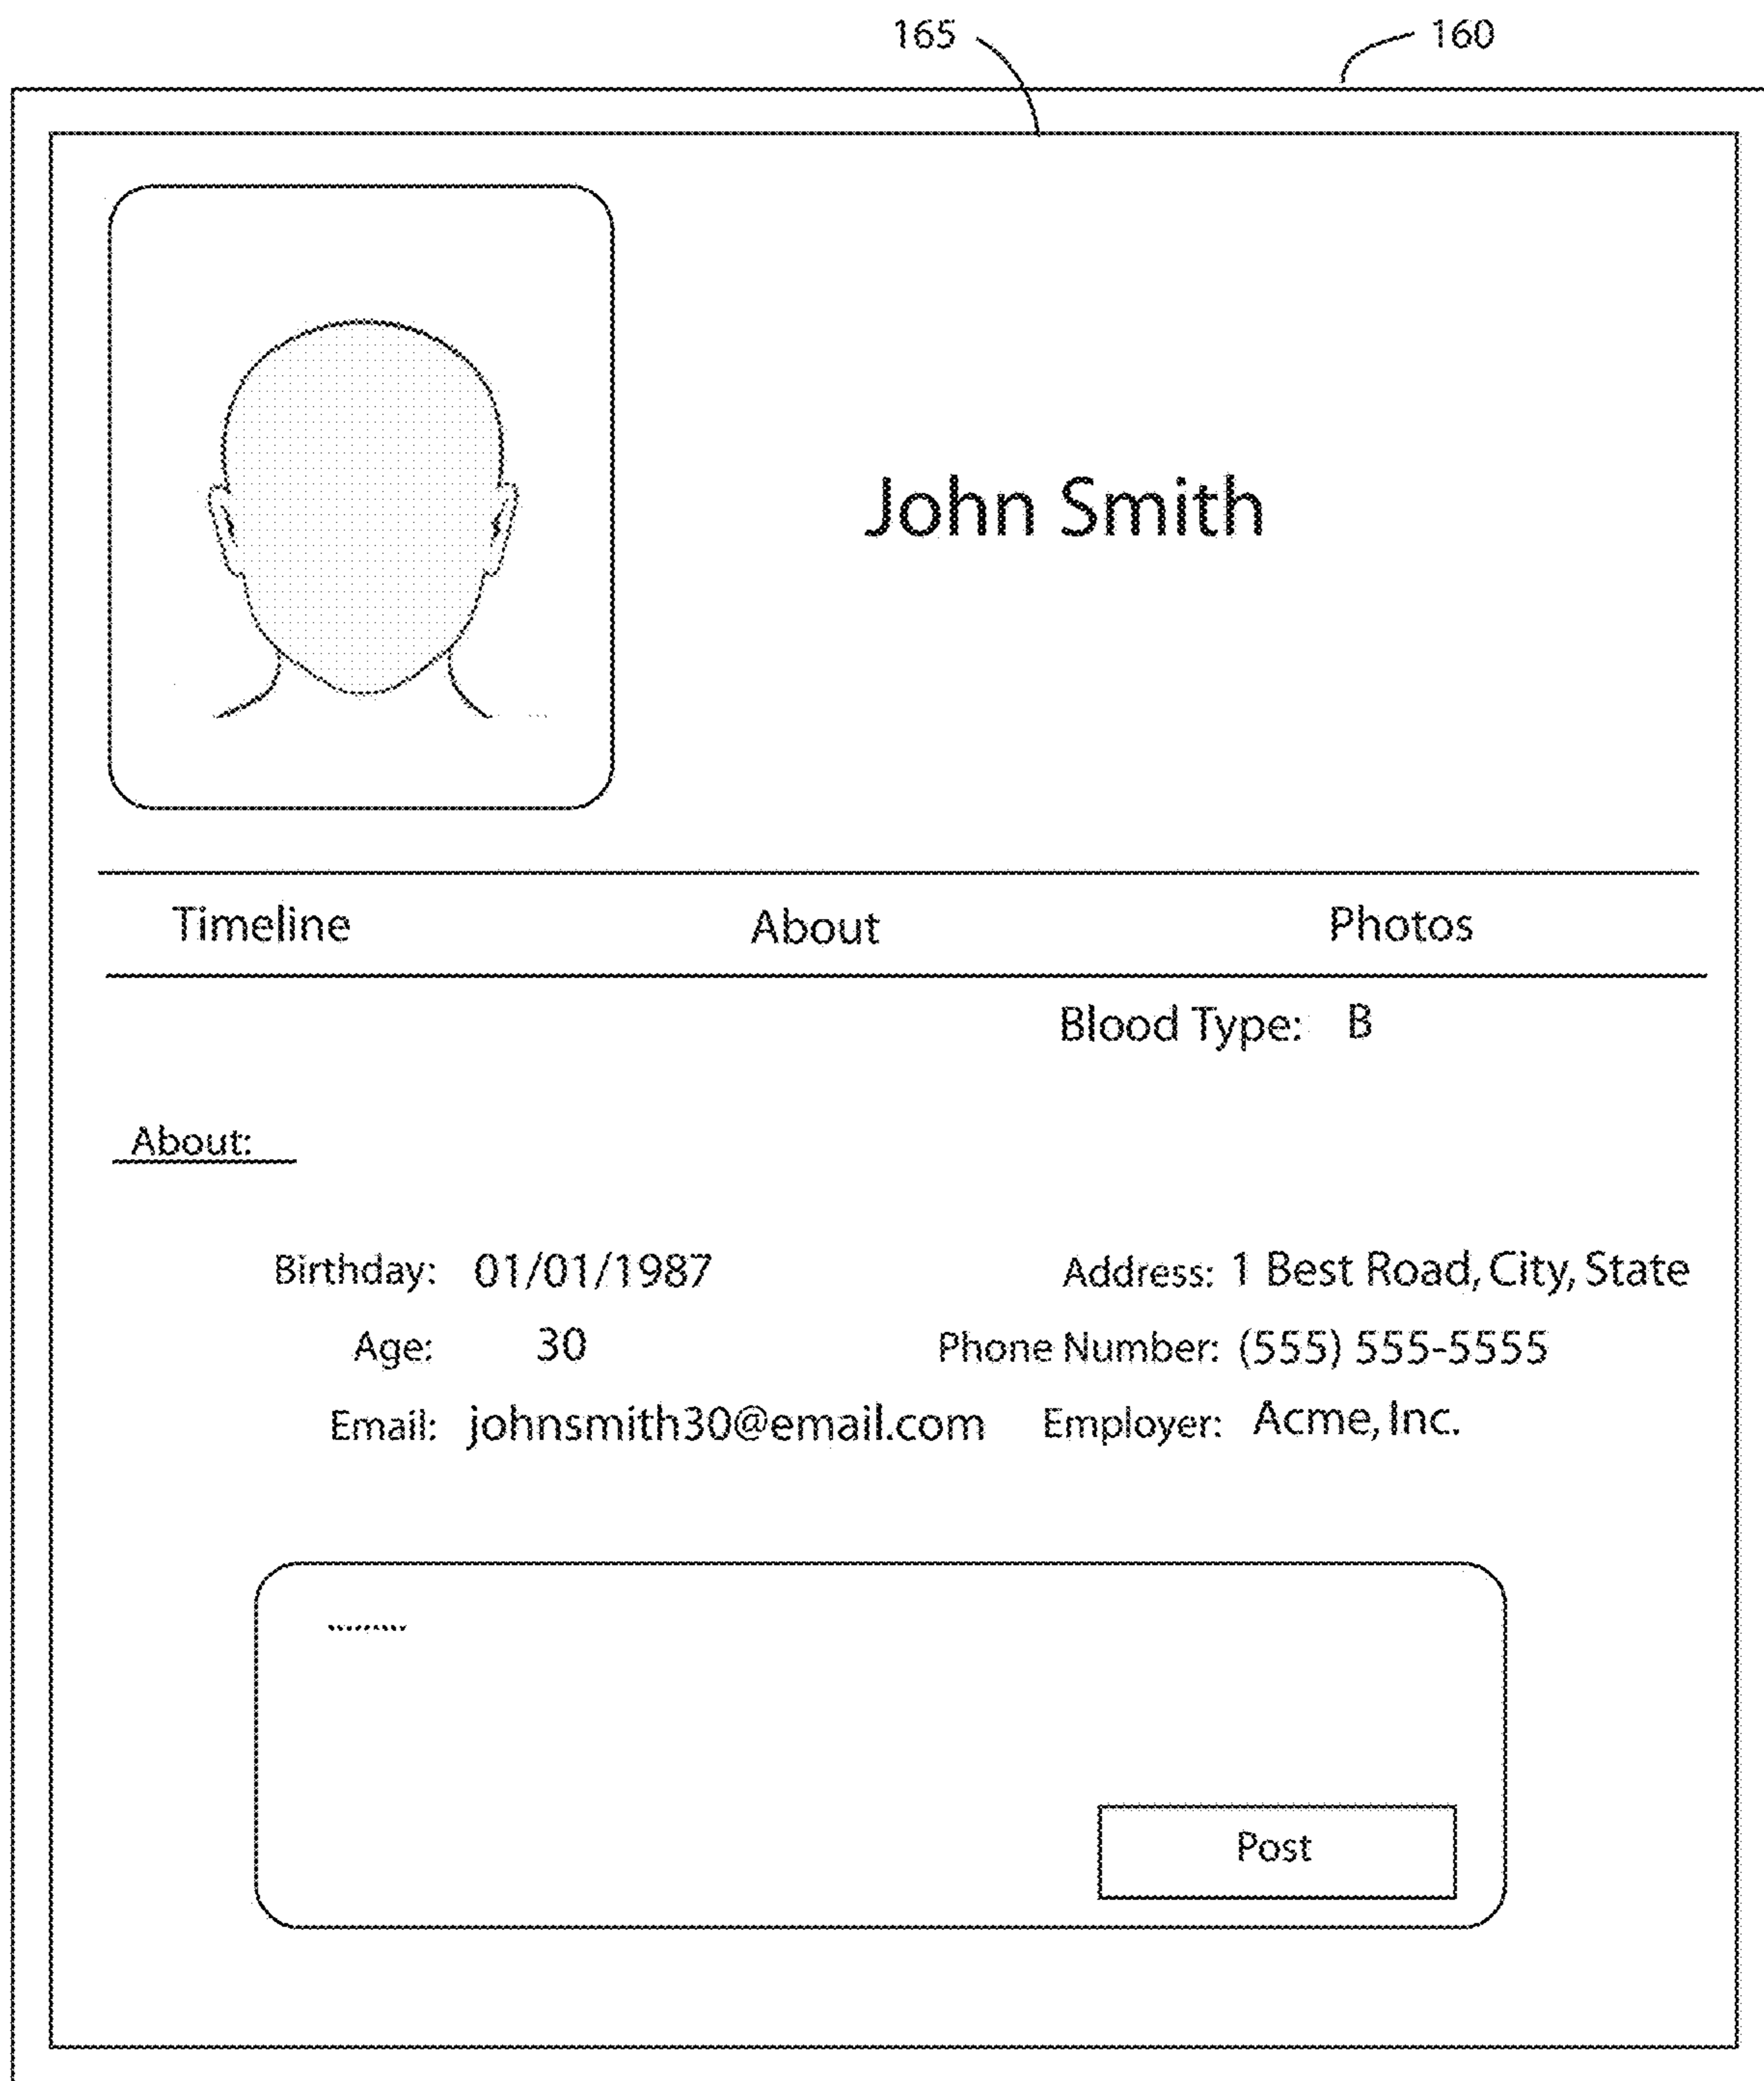 165 160
John Smith
Timeline About Photos
Blood Type: B
About:
Birthday: 01/01/1987 Address: 1 Best Road, City, State
Age: 30 Phone Number: (555) 555-5555
Email: johnsmith30@email.com Employer: Acme, Inc.
Post